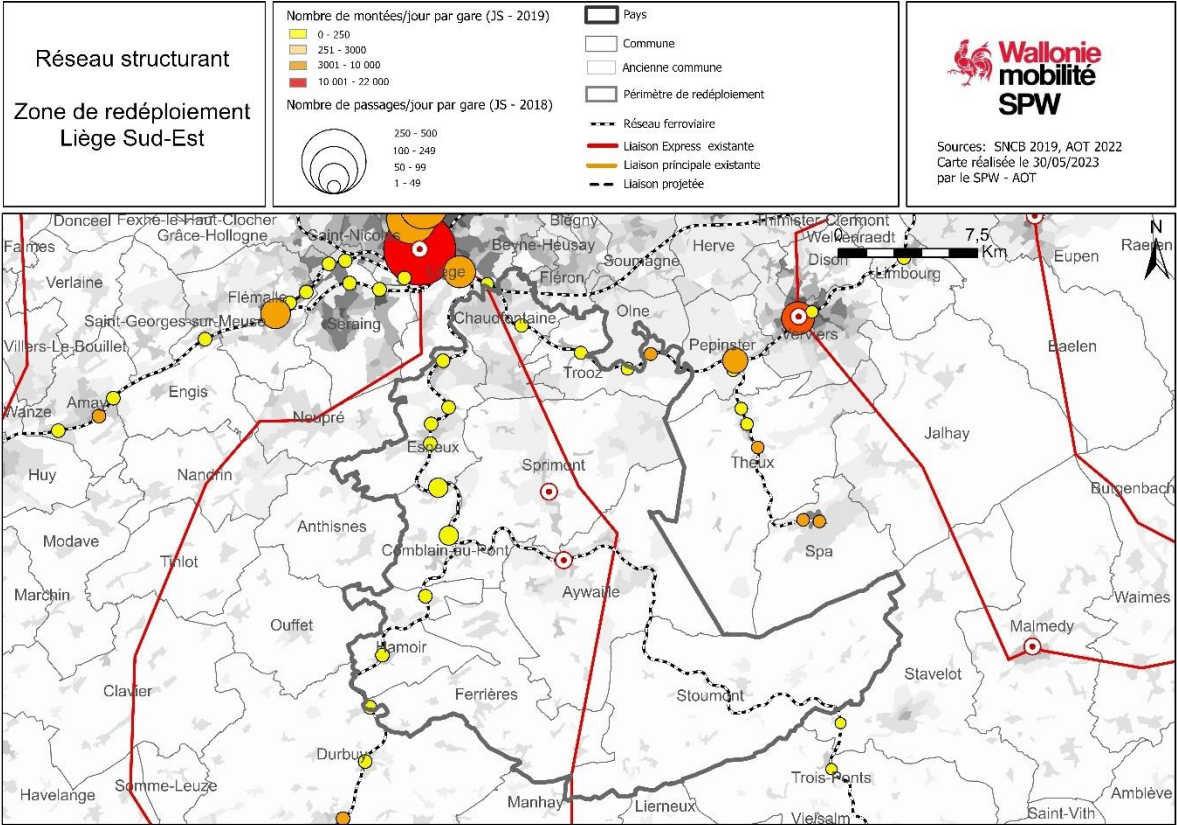 Réseau structurant
Zone de redéploiement
Liège Sud-Est
Nombre de montées/jour par gare (JS - 2019)
0 - 250
251 - 3000
3001 - 10 000
10 001 - 22 000
Nombre de passages/jour par gare (JS - 2018)
250 - 500
100 - 249
50 - 99
1 - 49
Pays
Commune
Ancienne commune
Périmètre de redéploiement
Réseau ferroviaire
Liaison Express existante
Liaison principale existante
Liaison projetée
Wallonie
mobilité
SPW
Sources: SNCB 2019, AOT 2022
Carte réalisée le 30/05/2023
par le SPW - AOT
Donceel Fexhe-le-Haut-Clocher
Blegny
Thimister-Clermont
N
Grâce-Hollogne
Saint-Nicolas
Beyne-Heusay
Herve
Welkenraedt
0
7,5
Km
Raeren
Faimes
Soumagne
Dison
Eupen
Verlaine
Liège
Fléron
Limbourg
Flémalle
Olne
Saint-Georges-sur-Meuse
Seraing
Chaudfontaine
Verviers
Villers-Le-Bouillet
Pepinster
Baelen
Trooz
Engis
Wanze
Amay
Neupré
Jalhay
Esneux
Theux
Huy
Nandrin
Sprimont
Butgenbach
Anthisnes
Modave
Comblain-au-Pont
Spa
Tinlot
Marchin
Aywaille
Waimes
Ouffet
Malmedy
Hamoir
Stavelot
Clavier
Ferrières
Stoumont
Durbuy
Trois-Ponts
Havelange
Somme-Leuze
Amblève
Manhay
Lierneux
Vielsalm
Saint-Vith